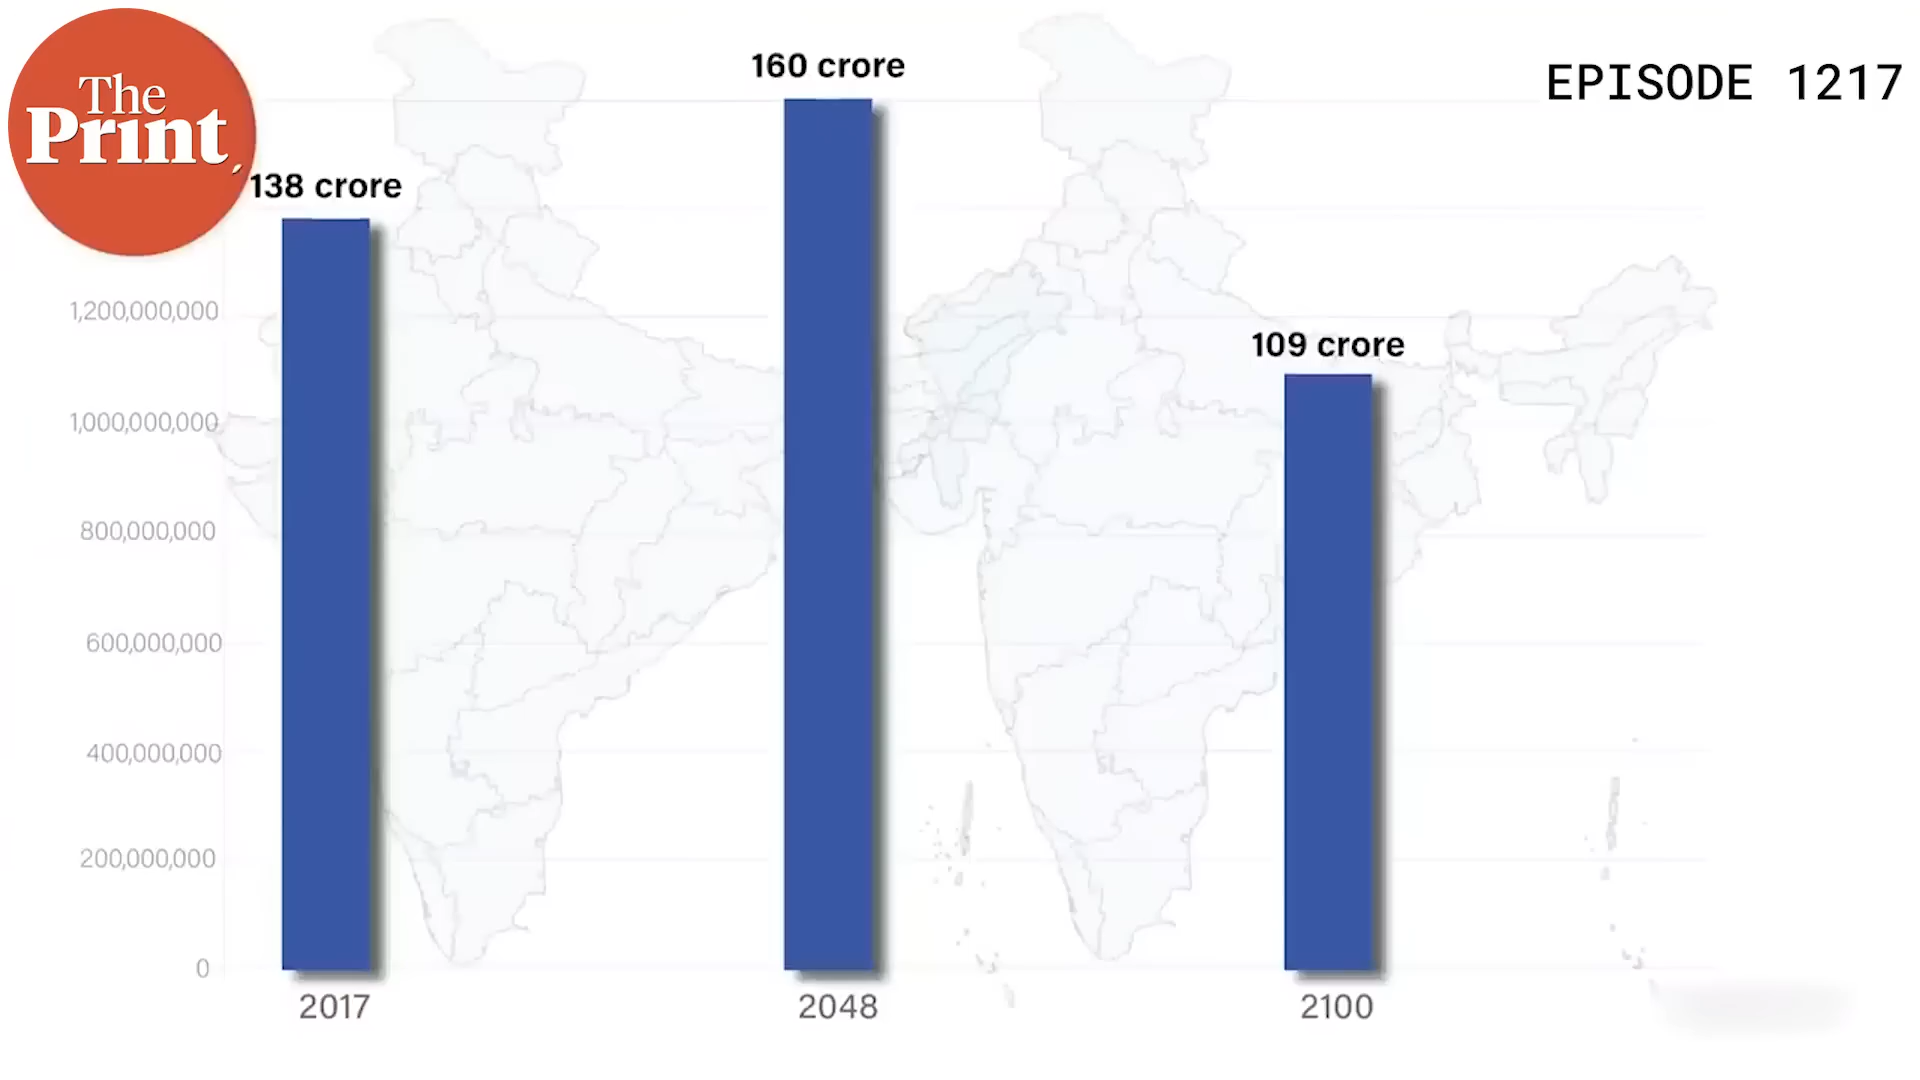 The
Print
EPISODE 1217
160 crore
138 crore
109 crore
1,200,000,000
1,000,000,000
800,000,000
600,000,000
400,000,000
200,000,000
0
2017
2048
2100